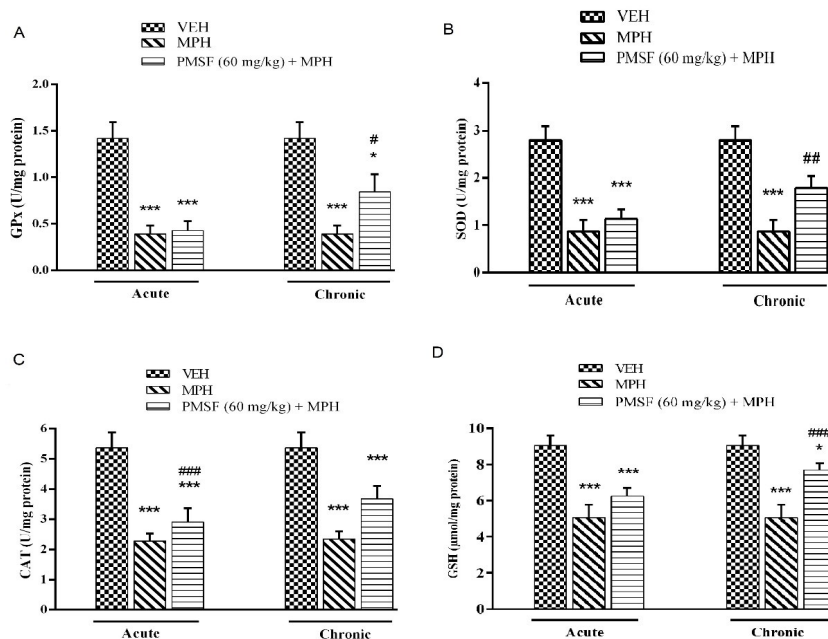 A
VEH
MPH
PMSF (60 mg/kg) + MPH
GPx (U/mg protein)
2.0
1.5
1.0
0.5
0.0
***
***
***
#
*
Acute
Chronic
B
VEH
MPH
PMSF (60 mg/kg) + MPH
SOD (U/mg protein)
4
3
2
1
0
***
***
***
##
Acute
Chronic
C
VEH
MPH
PMSF (60 mg/kg) + MPH
CAT (U/mg protein)
6
5
4
3
2
1
0
***
###
***
***
***
Acute
Chronic
D
VEH
MPH
PMSF (60 mg/kg) + MPH
GSH (µmol/mg protein)
10
8
6
4
2
0
***
***
***
###
*
Acute
Chronic